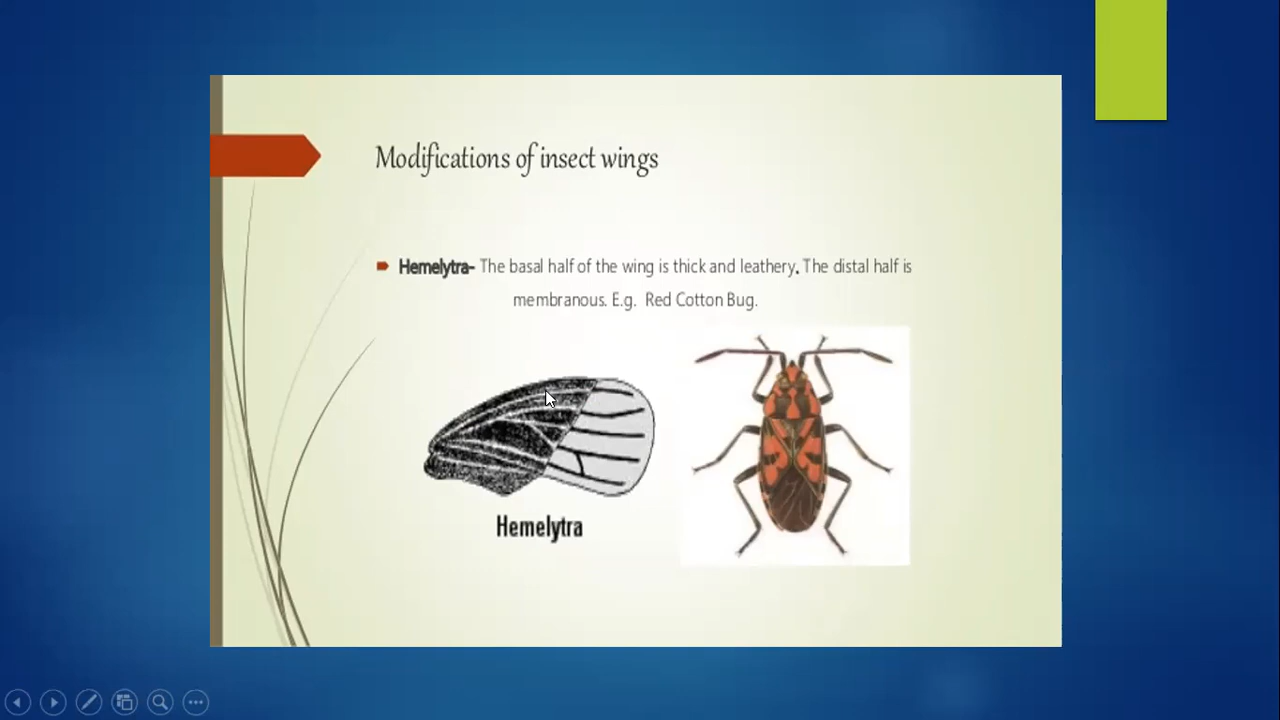 Modifications of insect wings
Hemelytra- The basal half of the wing is thick and leathery. The distal half is
membranous. E.g. Red Cotton Bug.
Hemelytra